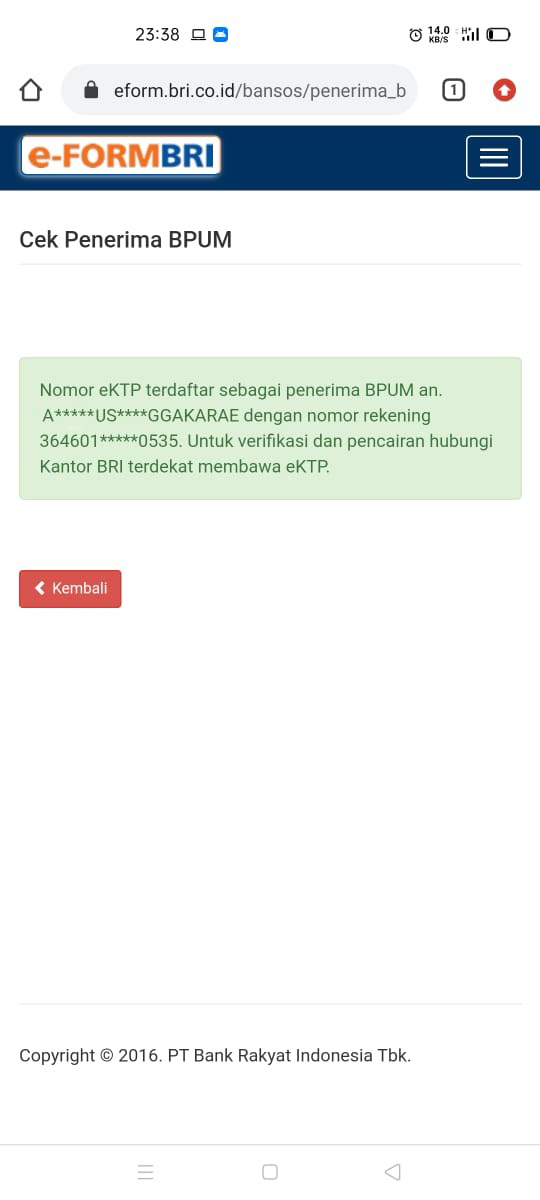 23:38
14.0
KB/S
H+
eform.bri.co.id/bansos/penerima_b
1
e-FORMBRI
Cek Penerima BPUM
Nomor eKTP terdaftar sebagai penerima BPUM an.
A*****US****GGAKARAE dengan nomor rekening
364601*****0535. Untuk verifikasi dan pencairan hubungi
Kantor BRI terdekat membawa eKTP.
Kembali
Copyright © 2016. PT Bank Rakyat Indonesia Tbk.